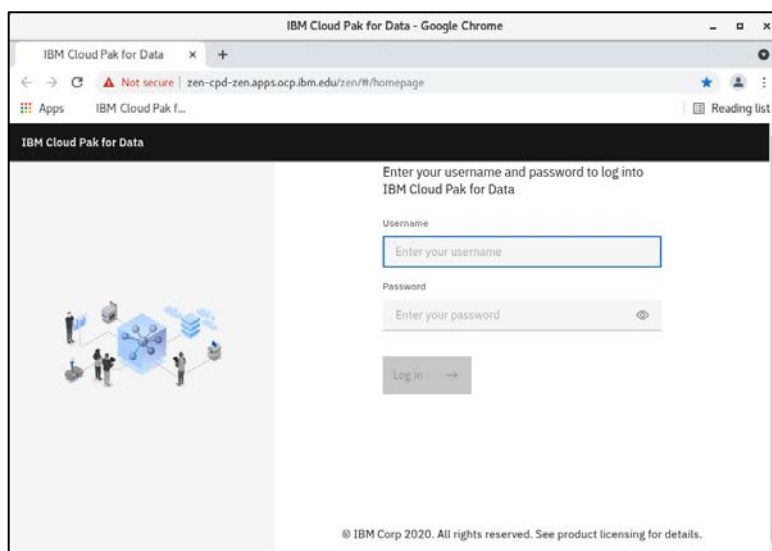 IBM Cloud Pak for Data - Google Chrome
IBM Cloud Pak for Data
Not secure | zen-cpd-zen.apps.ocp.ibm.edu/zen/#/homepage
Apps IBM Cloud Pak f... Reading list
IBM Cloud Pak for Data
Enter your username and password to log into
IBM Cloud Pak for Data
Username
Enter your username
Password
Enter your password
Log in
© IBM Corp 2020. All rights reserved. See product licensing for details.